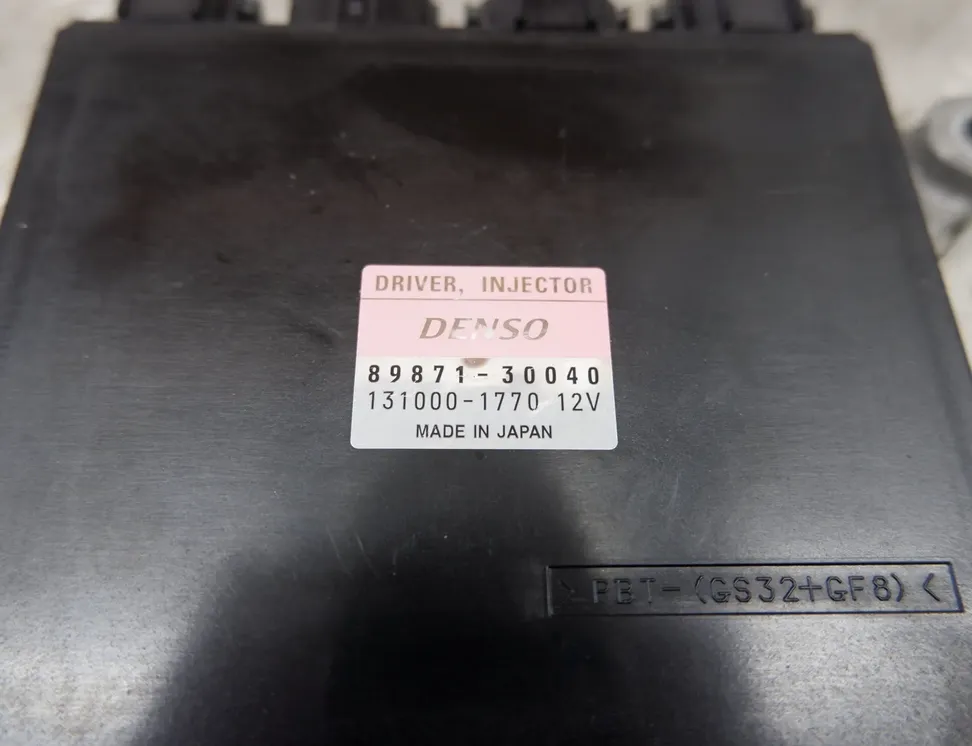 DRIVER, INJECTOR
DENSO
89871-30040
131000-1770 12V
MADE IN JAPAN
>PBT-(GS32+GF8)<